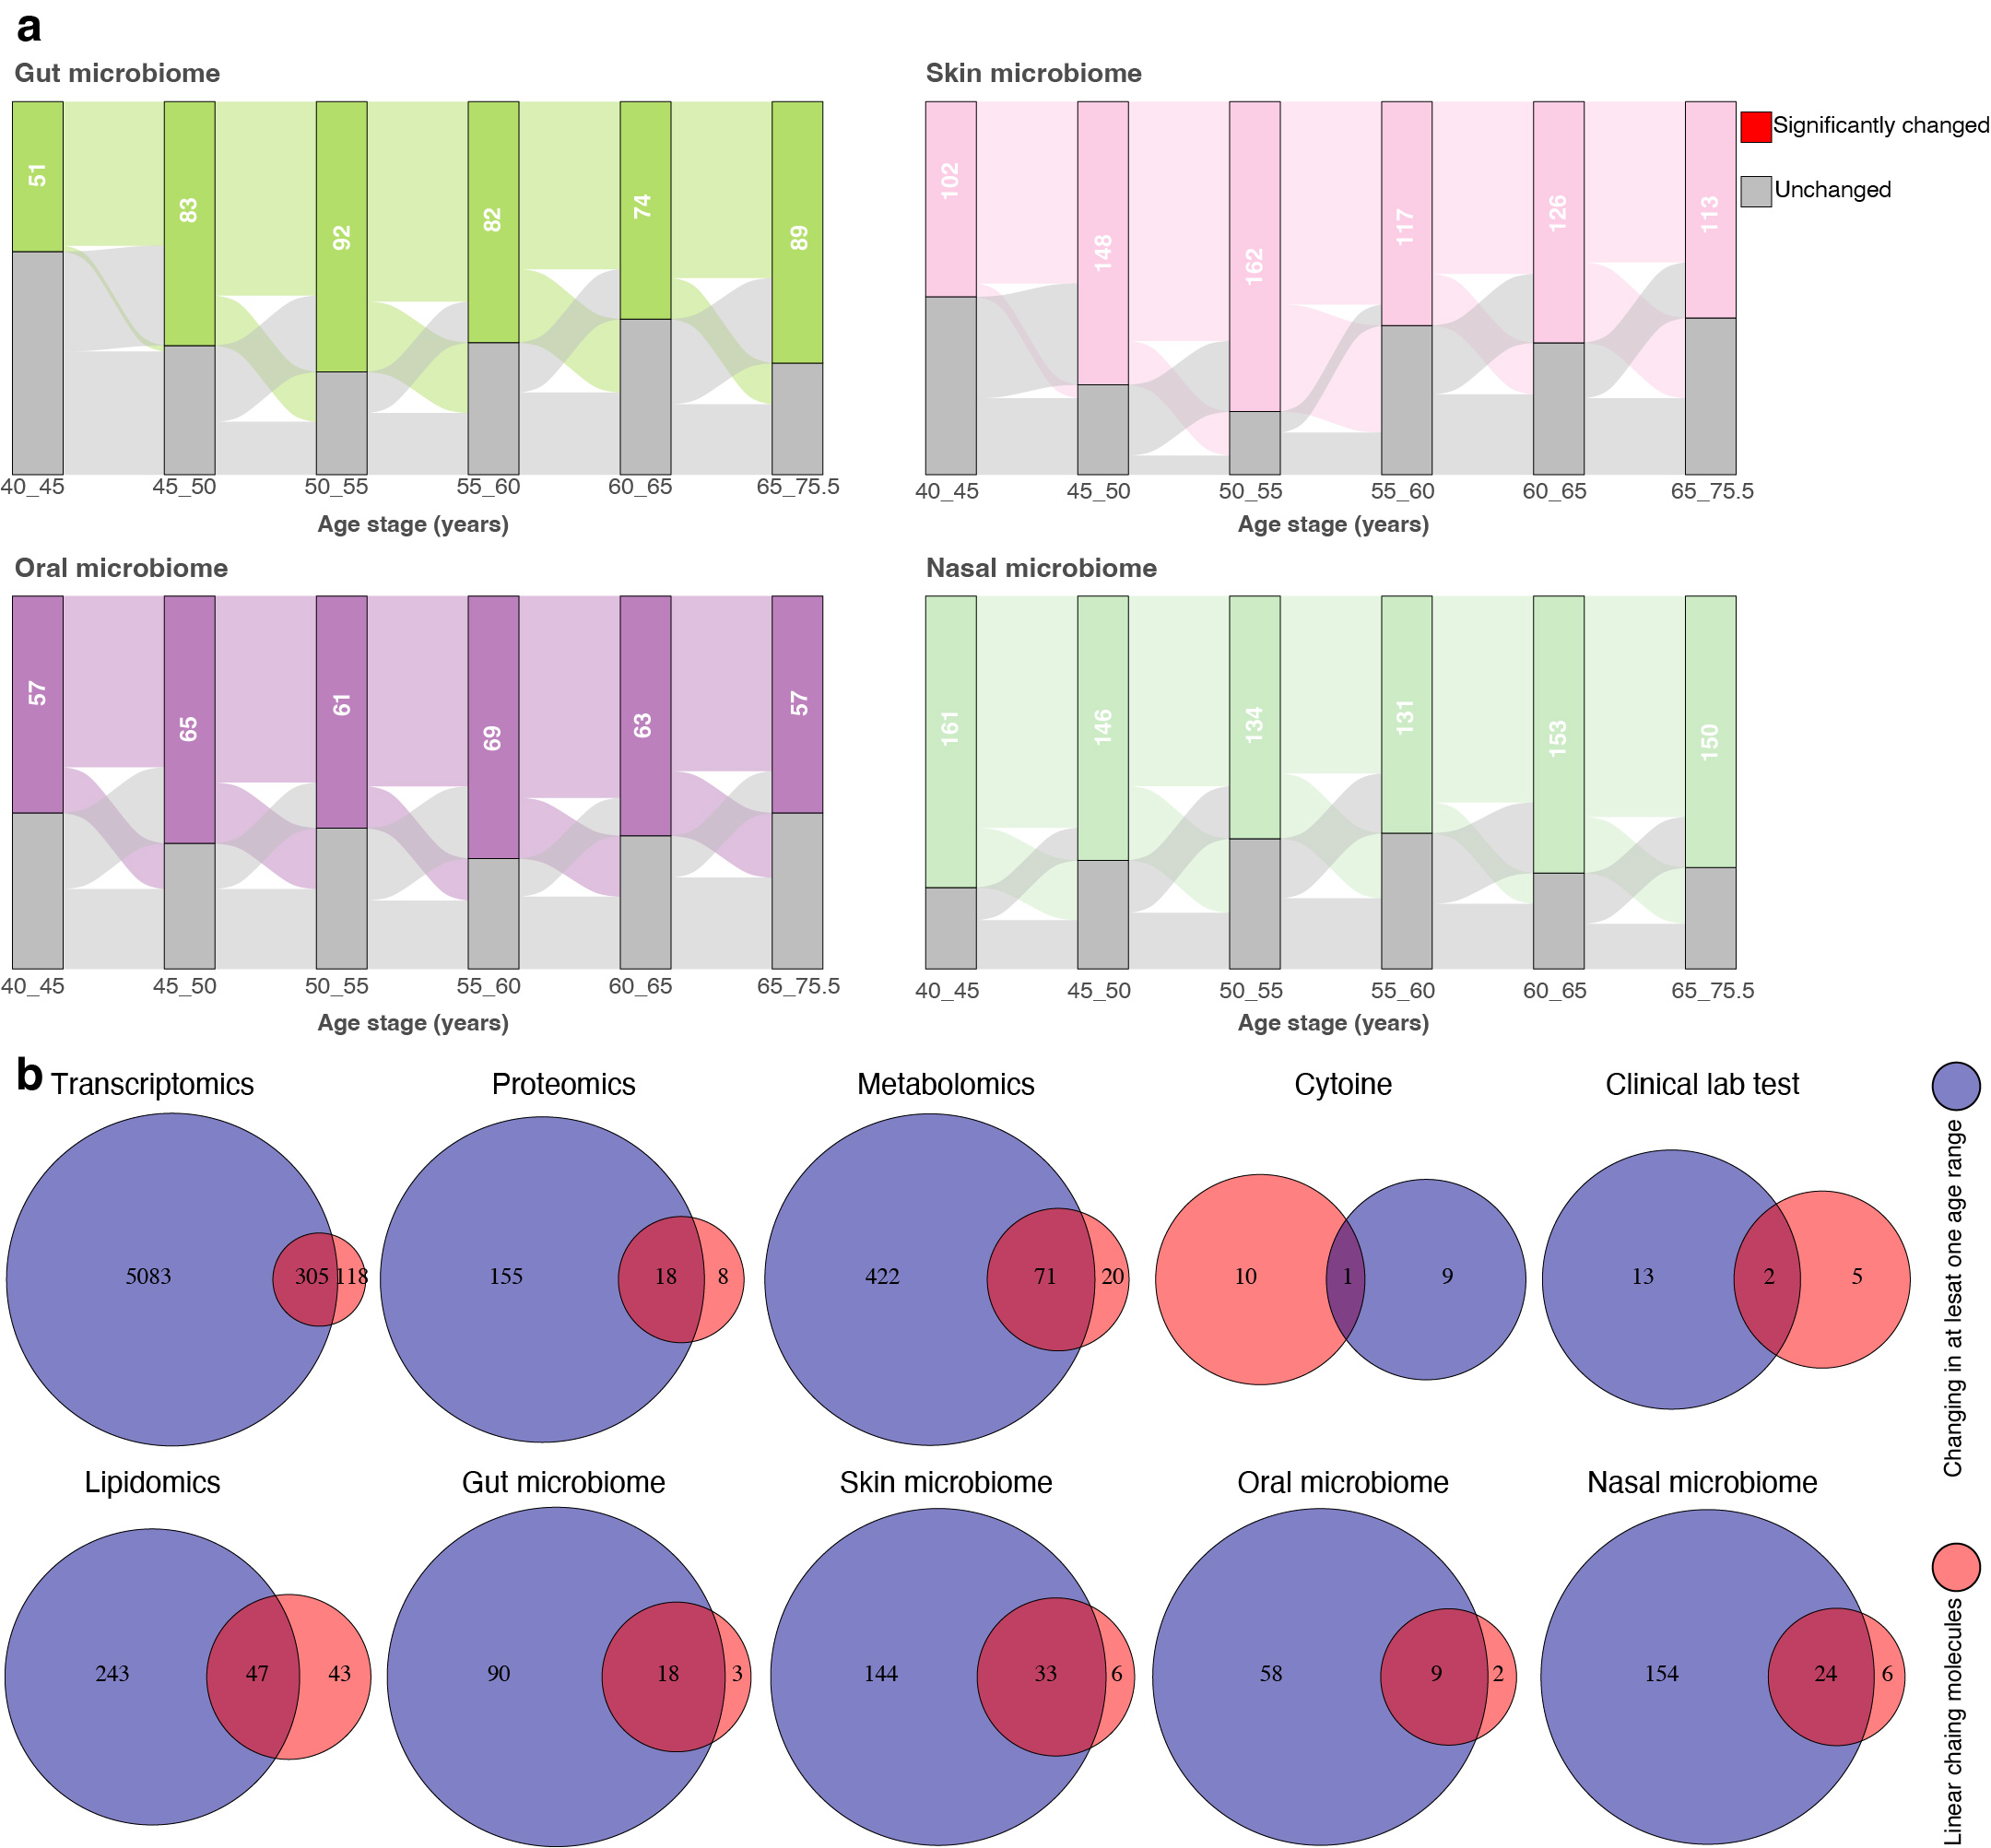 a
Gut microbiome
Skin microbiome
51
83
92
82
74
89
102
148
162
117
126
113
Significantly changed
Unchanged
40_45 45_50 50_55 55_60 60_65 65_75.5
Age stage (years)
40_45 45_50 50_55 55_60 60_65 65_75.5
Age stage (years)
Oral microbiome
Nasal microbiome
57
65
61
69
63
57
161
146
134
131
153
150
40_45 45_50 50_55 55_60 60_65 65_75.5
Age stage (years)
40_45 45_50 50_55 55_60 60_65 65_75.5
Age stage (years)
b
Transcriptomics
Proteomics
Metabolomics
Cytoine
Clinical lab test
5083 305 118
155 18 8
422 71 20
10 1 9
13 2 5
Changing in at lesat one age range
Lipidomics
Gut microbiome
Skin microbiome
Oral microbiome
Nasal microbiome
243 47 43
90 18 3
144 33 6
58 9 2
154 24 6
Linear chaing molecules